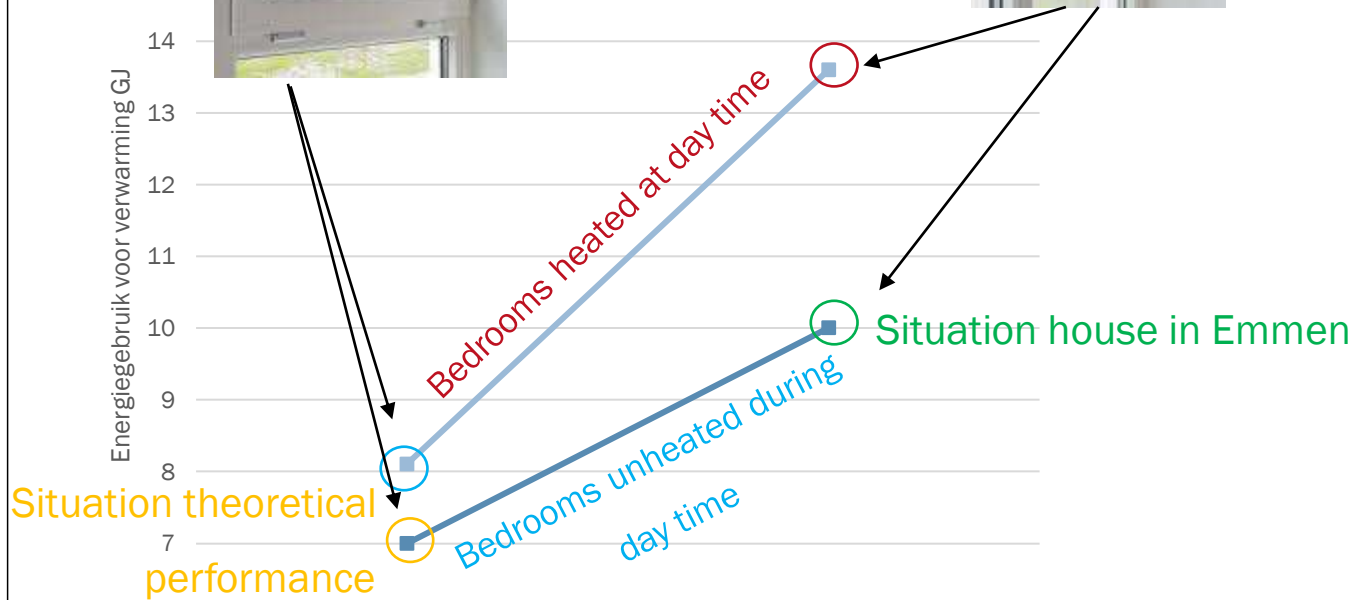 14
13
12
11
10
9
8
7
Energiegebruik voor verwarming GJ
Bedrooms heated at day time
Situation house in Emmen
Bedrooms unheated during
day time
Situation theoretical
performance